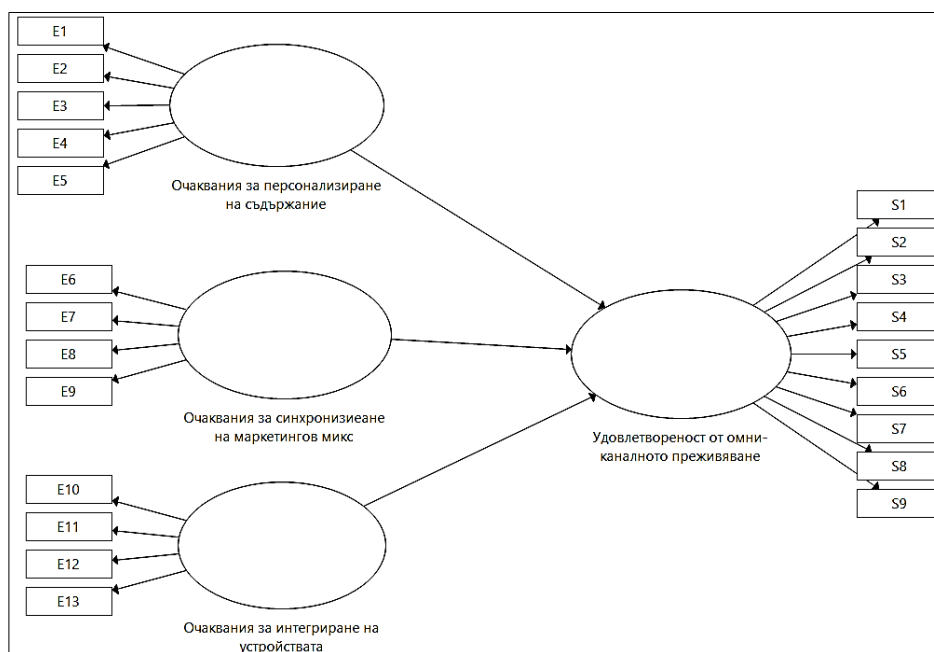 E1
E2
E3
E4
E5
Очаквания за персонализиране
на съдържание
E6
E7
E8
E9
Очаквания за синхронизиеане
на маркетингов микс
E10
E11
E12
E13
Очаквания за интегриране на
устройствата
S1
S2
S3
S4
S5
S6
S7
S8
S9
Удовлетвореност от омни-
каналното преживяване